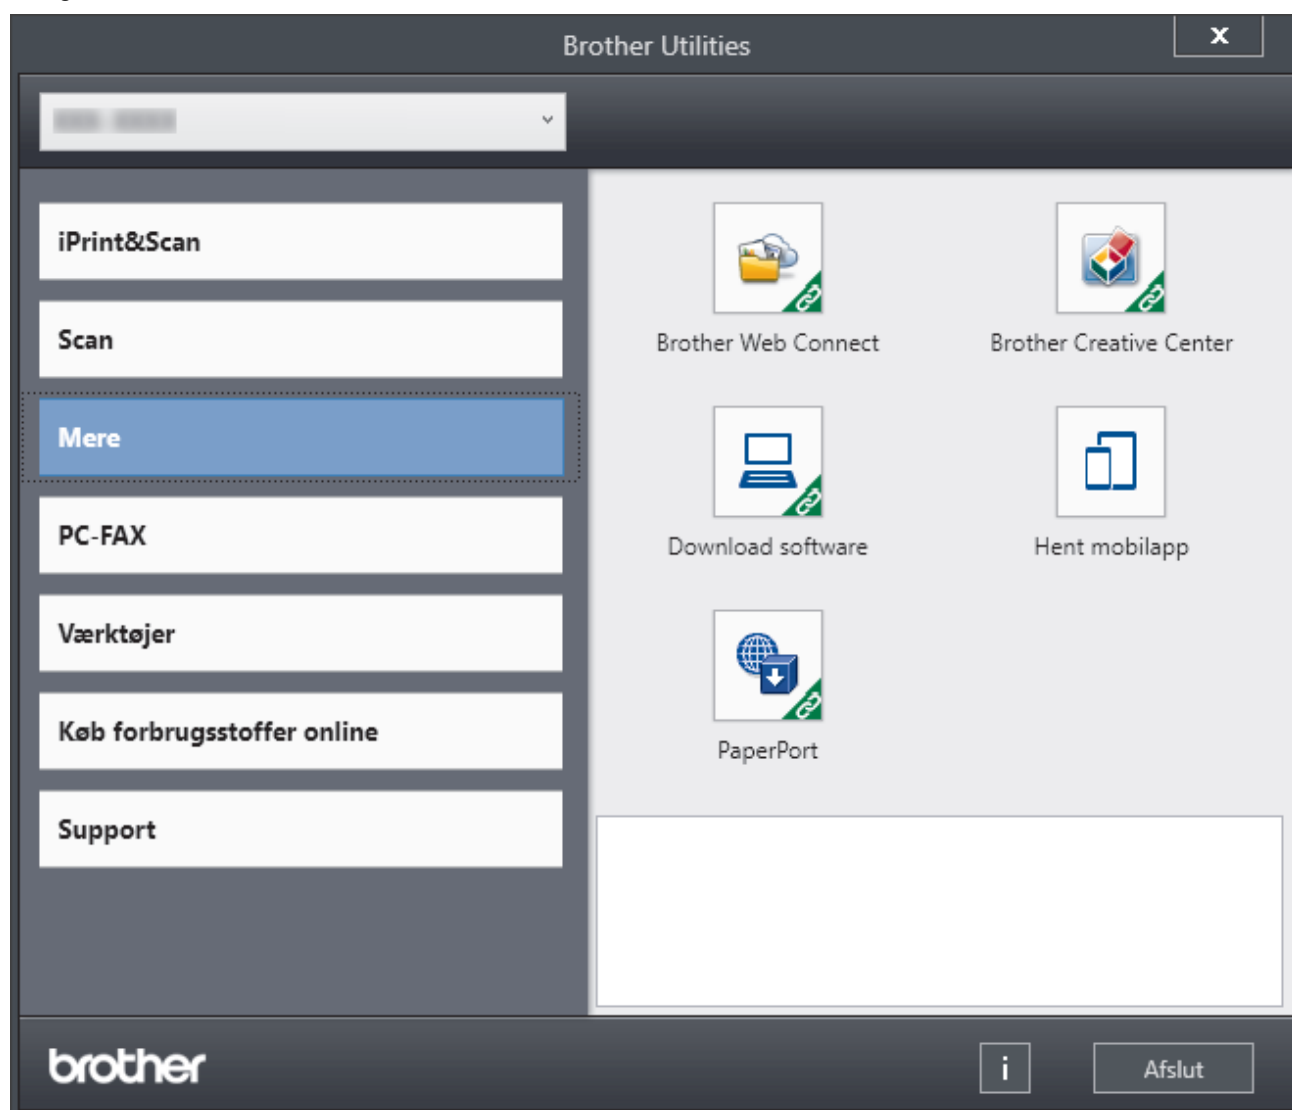 Brother Utilities
x
iPrint&Scan
Scan
Mere
PC-FAX
Værktøjer
Køb forbrugsstoffer online
Support
Brother Web Connect
Brother Creative Center
Download software
Hent mobilapp
PaperPort
brother
i
Afslut